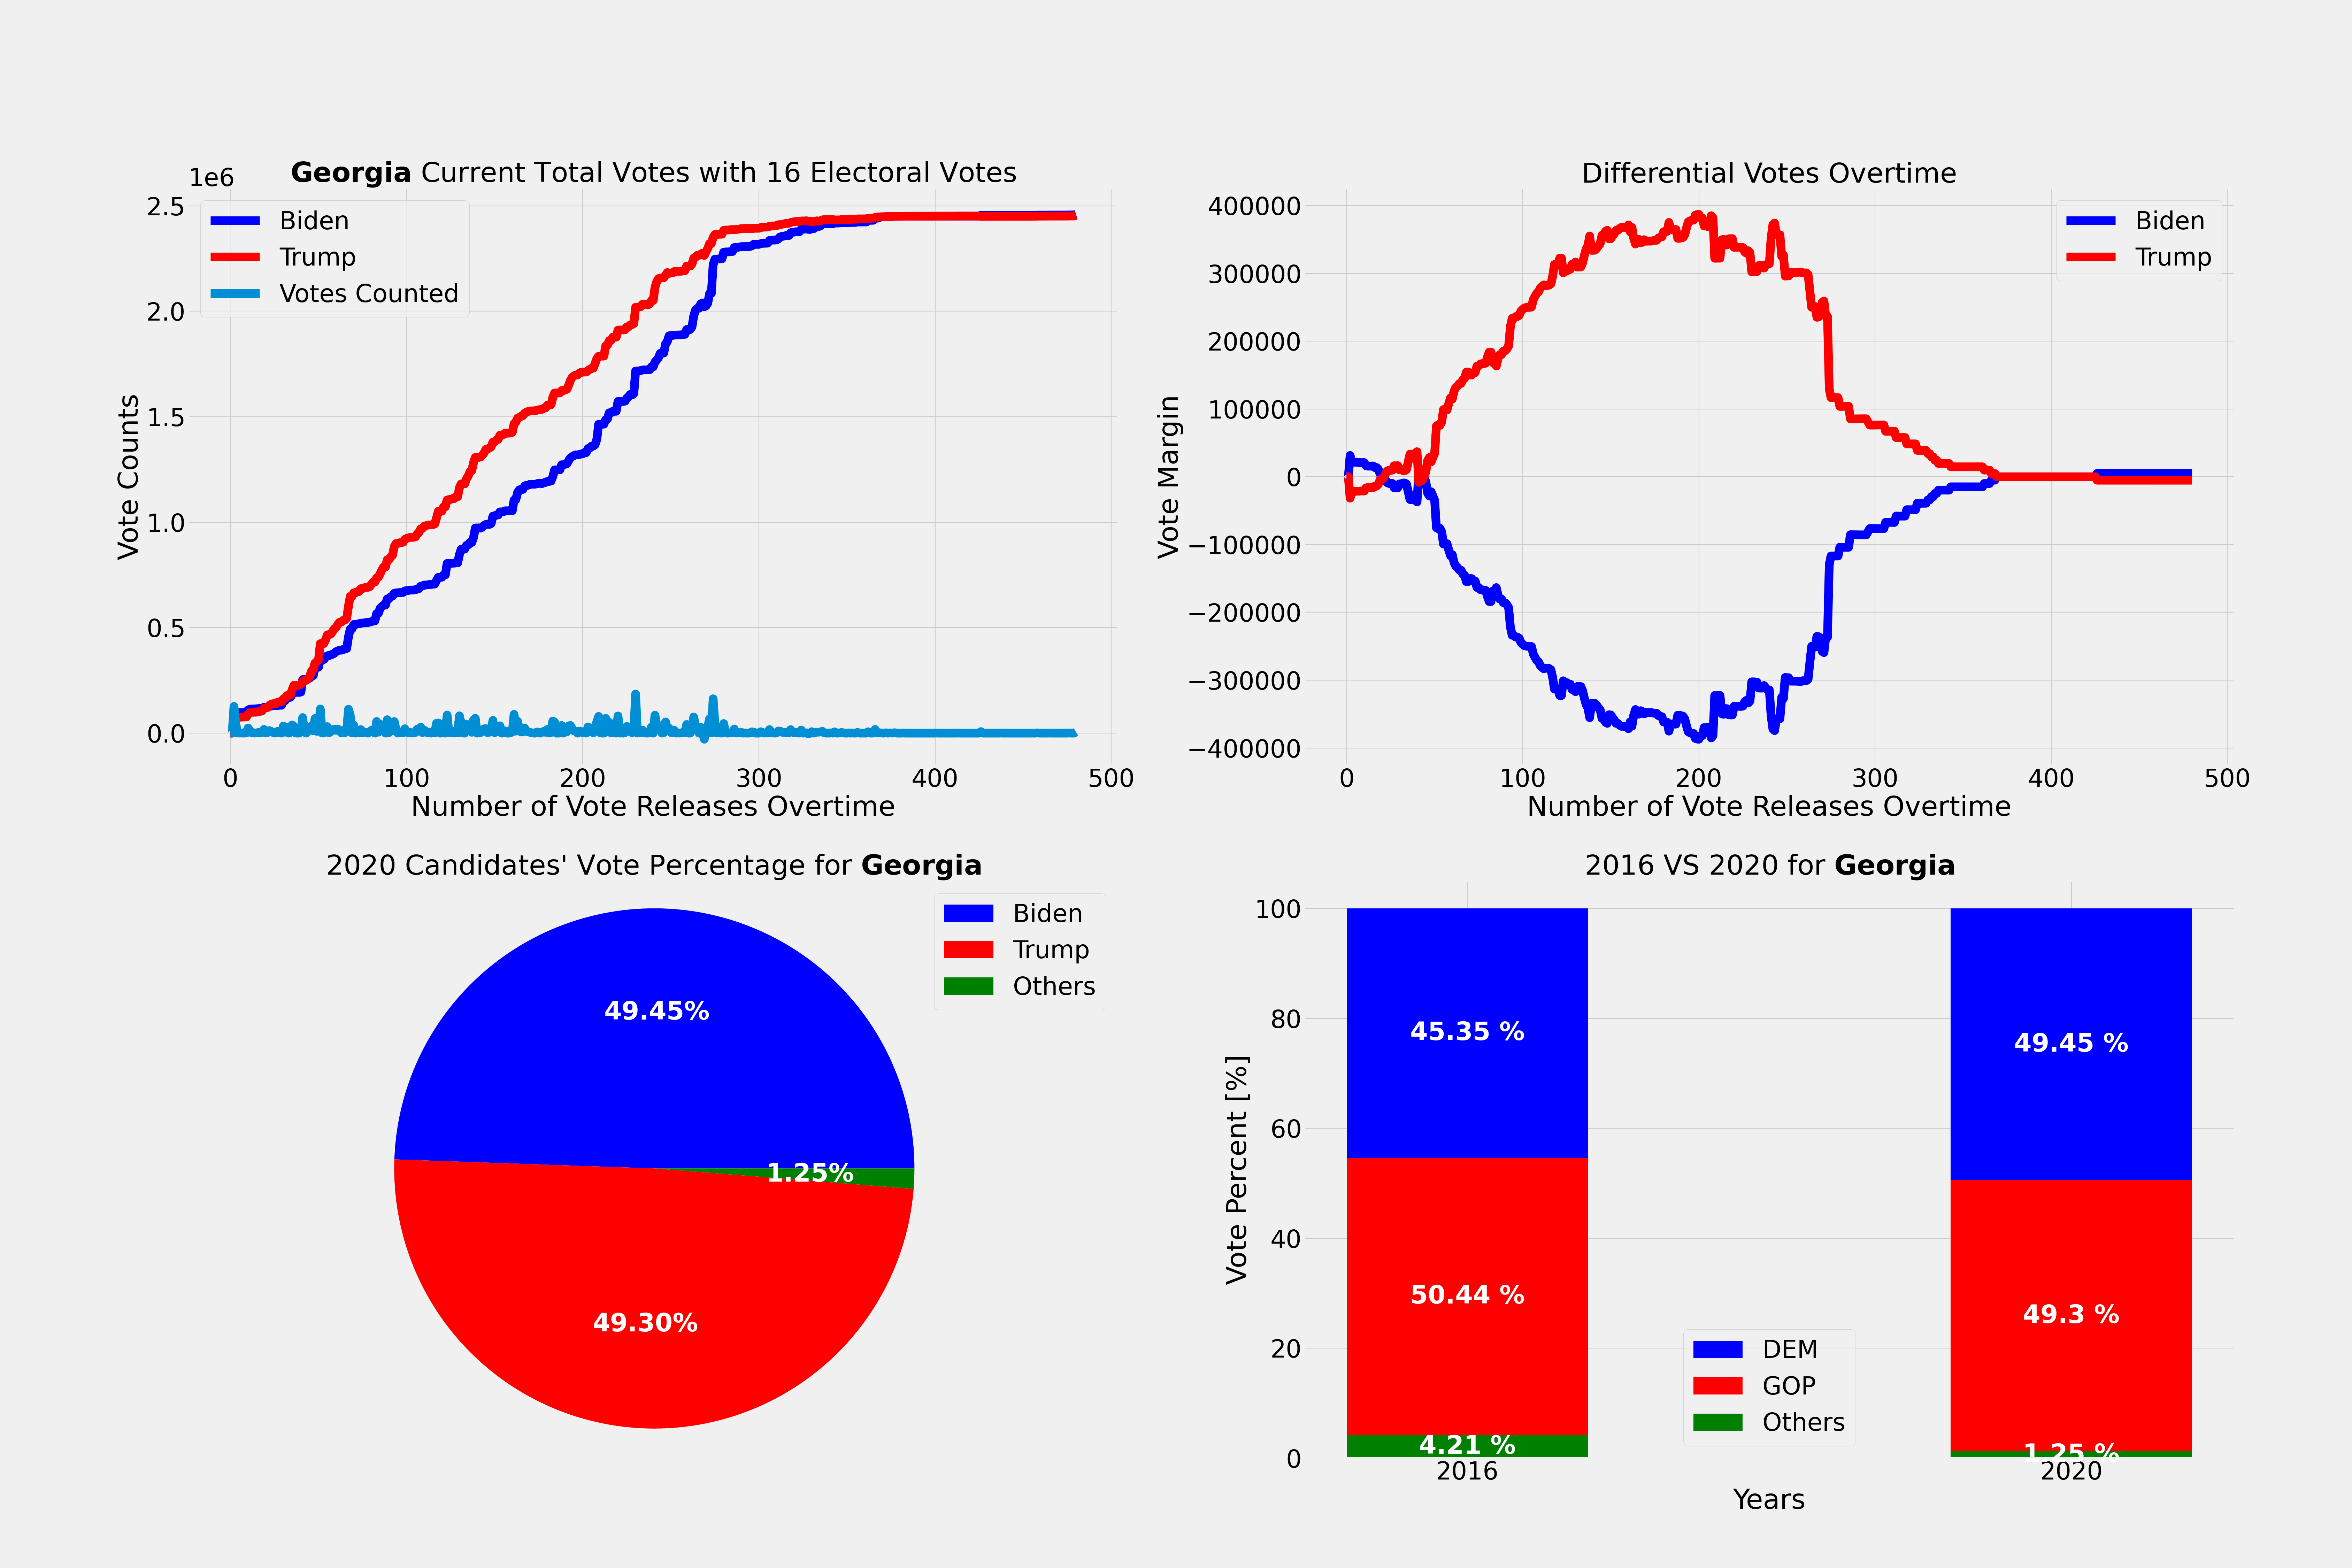 Georgia Current Total Votes with 16 Electoral Votes
1e6
2.5
2.0
1.5
1.0
0.5
0.0
Vote Counts
Biden
Trump
Votes Counted
0 100 200 300 400 500
Number of Vote Releases Overtime
Differential Votes Overtime
400000
300000
200000
100000
0
−100000
−200000
−300000
−400000
Vote Margin
Biden
Trump
0 100 200 300 400 500
Number of Vote Releases Overtime
2020 Candidates' Vote Percentage for Georgia
Biden
Trump
Others
49.45%
1.25%
49.30%
2016 VS 2020 for Georgia
100
80
60
40
20
0
Vote Percent [%]
45.35 %
50.44 %
4.21 %
49.45 %
49.3 %
1.25 %
DEM
GOP
Others
2016 2020
Years